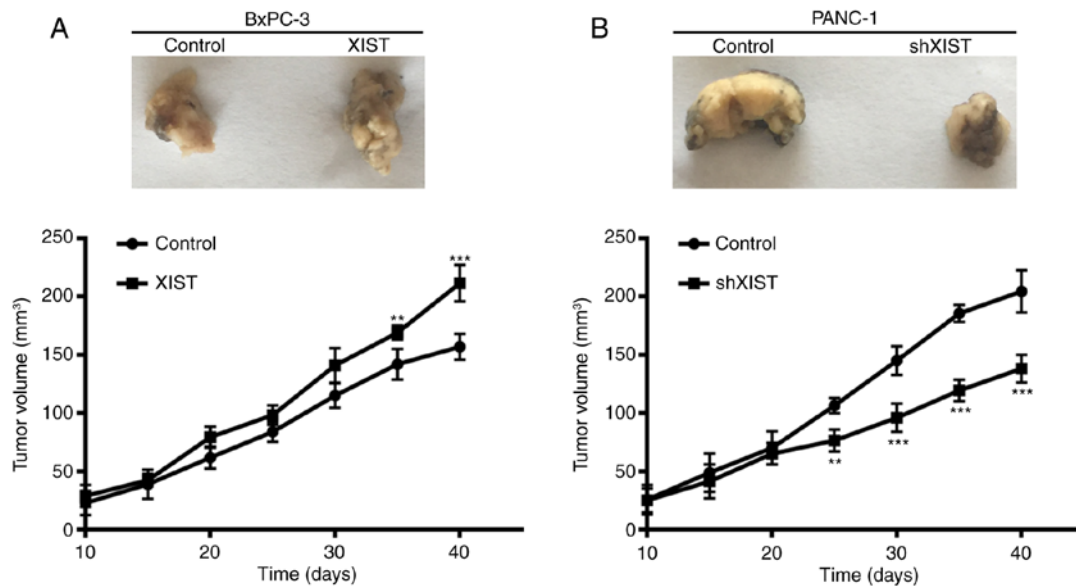 A
BxPC-3
Control XIST
Tumor volume (mm³)
250
200
150
100
50
0
Control
XIST
**
***
10 20 30 40
Time (days)
B
PANC-1
Control shXIST
Tumor volume (mm³)
250
200
150
100
50
0
Control
shXIST
**
***
***
***
10 20 30 40
Time (days)